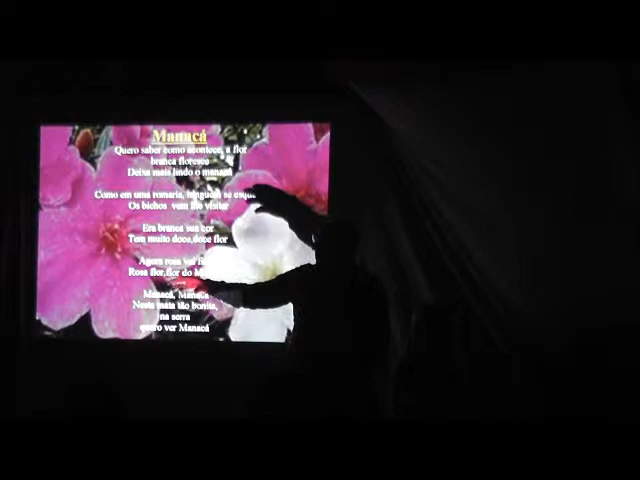 Manacá
Quero saber como acontece, a flor
branca floresce
Deixa mais lindo o manacá
Como em uma romaria, ninguém se
Os bichos vem lhe visitar
Era branca sua cor
Tem muito doce,doce flor
Agora rosa vai
Rosa flor,flor do
Manacá, Manacá
Nesta mata tão bonita,
na serra
quero ver Manacá